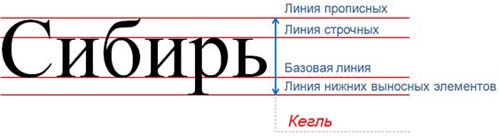 Сибирь
Линия прописных
Линия строчных
Базовая линия
Линия нижних выносных элементов
Кегль